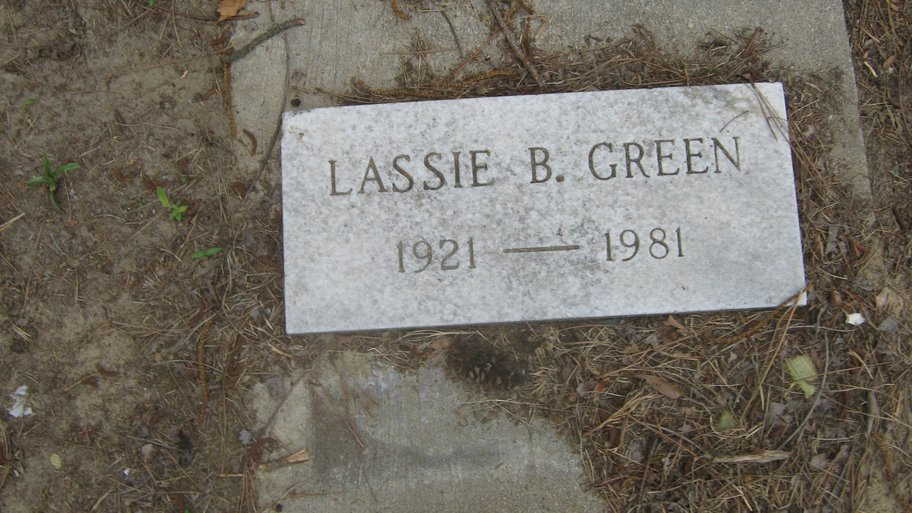 LASSIE B. GREEN
1921 — 1981